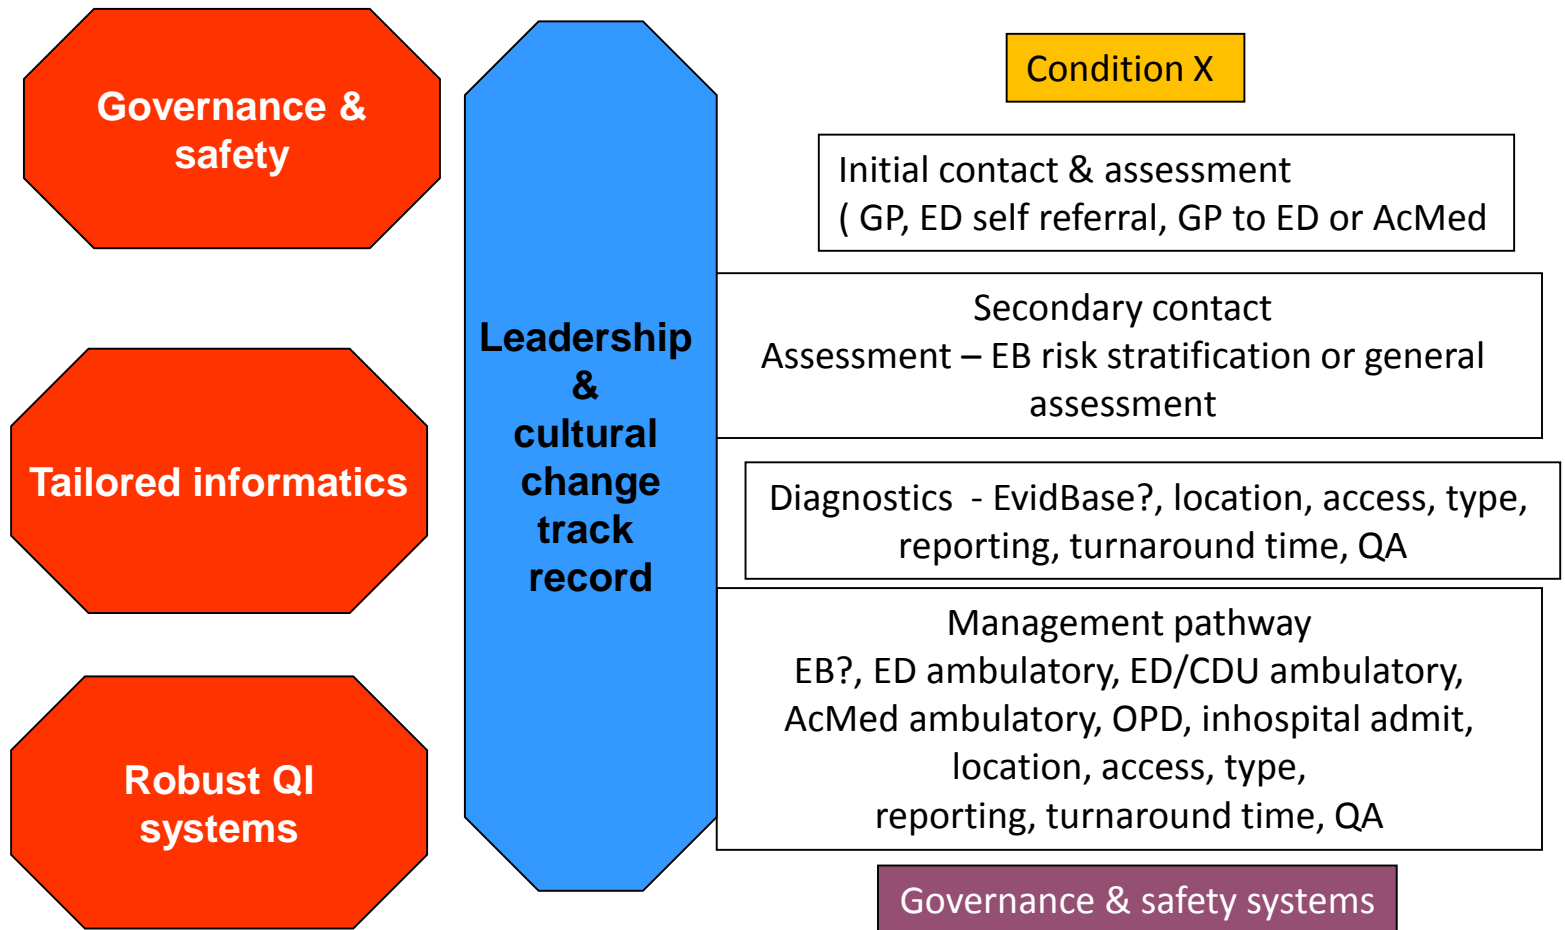 Governance &
safety
Tailored informatics
Robust QI
systems
Leadership
&
cultural
change
track
record
Condition X
Initial contact & assessment
( GP, ED self referral, GP to ED or AcMed
Secondary contact
Assessment – EB risk stratification or general
assessment
Diagnostics - EvidBase?, location, access, type,
reporting, turnaround time, QA
Management pathway
EB?, ED ambulatory, ED/CDU ambulatory,
AcMed ambulatory, OPD, inhospital admit,
location, access, type,
reporting, turnaround time, QA
Governance & safety systems